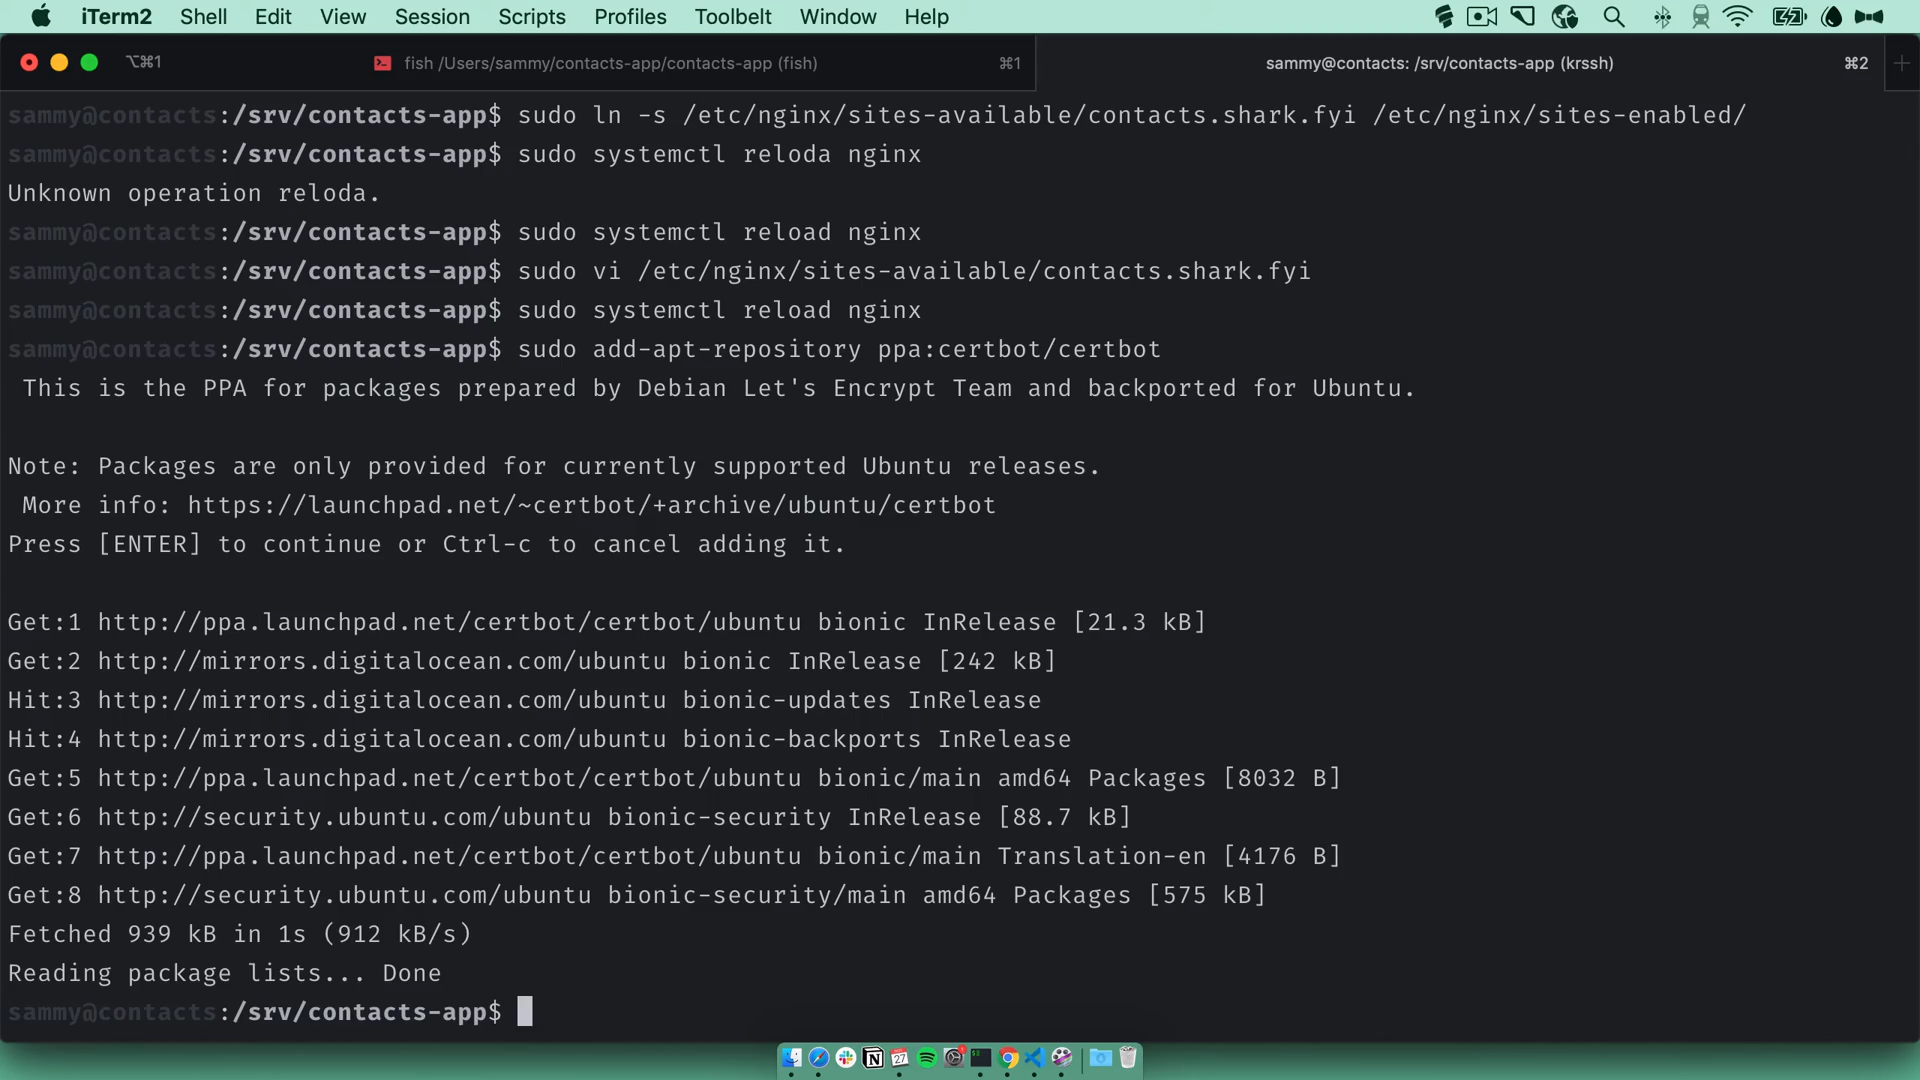 iTerm2 Shell Edit View Session Scripts Profiles Toolbelt Window Help
⌥⌘1 fish /Users/sammy/contacts-app/contacts-app (fish) ⌘1 sammy@contacts: /srv/contacts-app (krssh) ⌘2
sammy@contacts:/srv/contacts-app$ sudo ln -s /etc/nginx/sites-available/contacts.shark.fyi /etc/nginx/sites-enabled/
sammy@contacts:/srv/contacts-app$ sudo systemctl reloda nginx
Unknown operation reloda.
sammy@contacts:/srv/contacts-app$ sudo systemctl reload nginx
sammy@contacts:/srv/contacts-app$ sudo vi /etc/nginx/sites-available/contacts.shark.fyi
sammy@contacts:/srv/contacts-app$ sudo systemctl reload nginx
sammy@contacts:/srv/contacts-app$ sudo add-apt-repository ppa:certbot/certbot
This is the PPA for packages prepared by Debian Let's Encrypt Team and backported for Ubuntu.
Note: Packages are only provided for currently supported Ubuntu releases.
More info: https://launchpad.net/~certbot/+archive/ubuntu/certbot
Press [ENTER] to continue or Ctrl-c to cancel adding it.
Get:1 http://ppa.launchpad.net/certbot/certbot/ubuntu bionic InRelease [21.3 kB]
Get:2 http://mirrors.digitalocean.com/ubuntu bionic InRelease [242 kB]
Hit:3 http://mirrors.digitalocean.com/ubuntu bionic-updates InRelease
Hit:4 http://mirrors.digitalocean.com/ubuntu bionic-backports InRelease
Get:5 http://ppa.launchpad.net/certbot/certbot/ubuntu bionic/main amd64 Packages [8032 B]
Get:6 http://security.ubuntu.com/ubuntu bionic-security InRelease [88.7 kB]
Get:7 http://ppa.launchpad.net/certbot/certbot/ubuntu bionic/main Translation-en [4176 B]
Get:8 http://security.ubuntu.com/ubuntu bionic-security/main amd64 Packages [575 kB]
Fetched 939 kB in 1s (912 kB/s)
Reading package lists... Done
sammy@contacts:/srv/contacts-app$
27